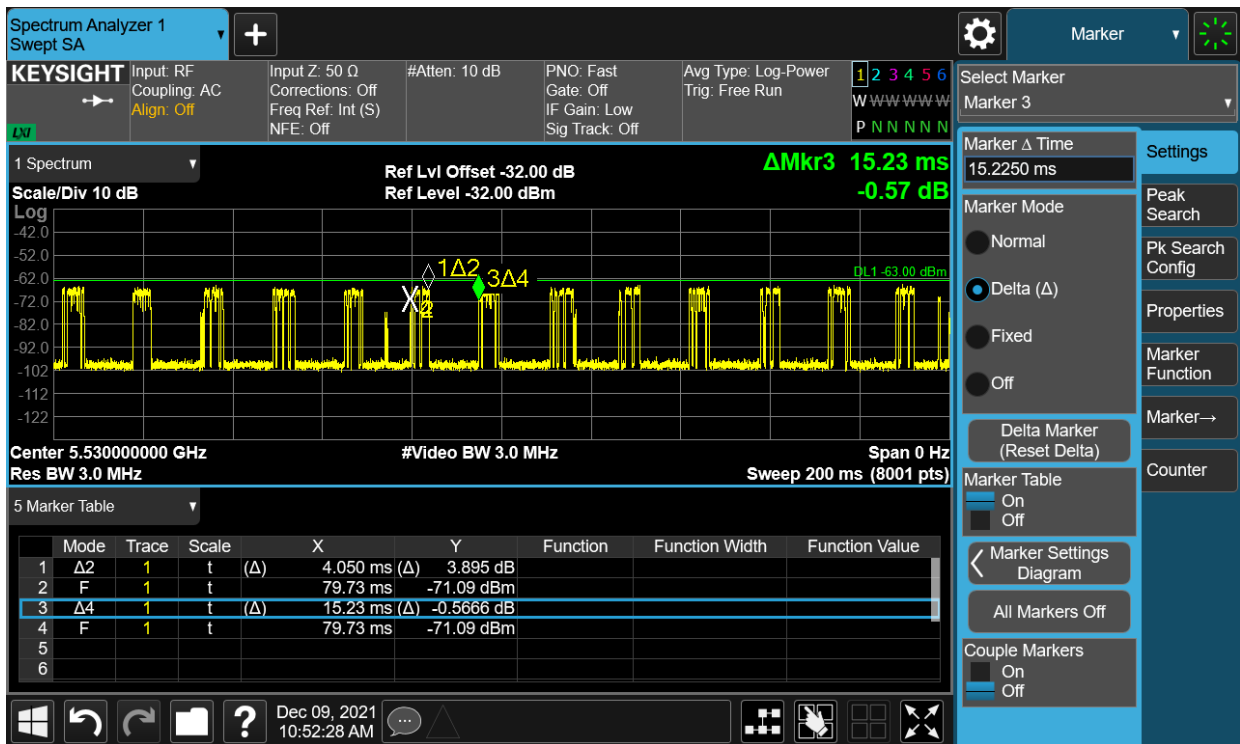 Spectrum Analyzer 1
Swept SA
Marker
KEYSIGHT
LXI
Input: RF
Coupling: AC
Align: Off
Input Z: 50 Ω
Corrections: Off
Freq Ref: Int (S)
NFE: Off
#Atten: 10 dB
PNO: Fast
Gate: Off
IF Gain: Low
Sig Track: Off
Avg Type: Log-Power
Trig: Free Run
1 2 3 4 5 6
W W W W W W
P N N N N N
Select Marker
Marker 3
1 Spectrum
Scale/Div 10 dB
Ref Lvl Offset -32.00 dB
Ref Level -32.00 dBm
ΔMkr3 15.23 ms
-0.57 dB
Log
-42.0
-52.0
-62.0
-72.0
-82.0
-92.0
-102
-112
-122
1Δ2
3Δ4
DL1 -63.00 dBm
X
Center 5.530000000 GHz
#Video BW 3.0 MHz
Span 0 Hz
Res BW 3.0 MHz
Sweep 200 ms (8001 pts)
5 Marker Table
Mode Trace Scale X Y Function Function Width Function Value
1 Δ2 1 t (Δ) 4.050 ms (Δ) 3.895 dB
2 F 1 t 79.73 ms -71.09 dBm
3 Δ4 1 t (Δ) 15.23 ms (Δ) -0.5666 dB
4 F 1 t 79.73 ms -71.09 dBm
5
6
Marker Δ Time
15.2250 ms
Marker Mode
Normal
Delta (Δ)
Fixed
Off
Delta Marker
(Reset Delta)
Marker Table
On
Off
Marker Settings
Diagram
All Markers Off
Couple Markers
On
Off
Settings
Peak
Search
Pk Search
Config
Properties
Marker
Function
Marker→
Counter
Dec 09, 2021
10:52:28 AM